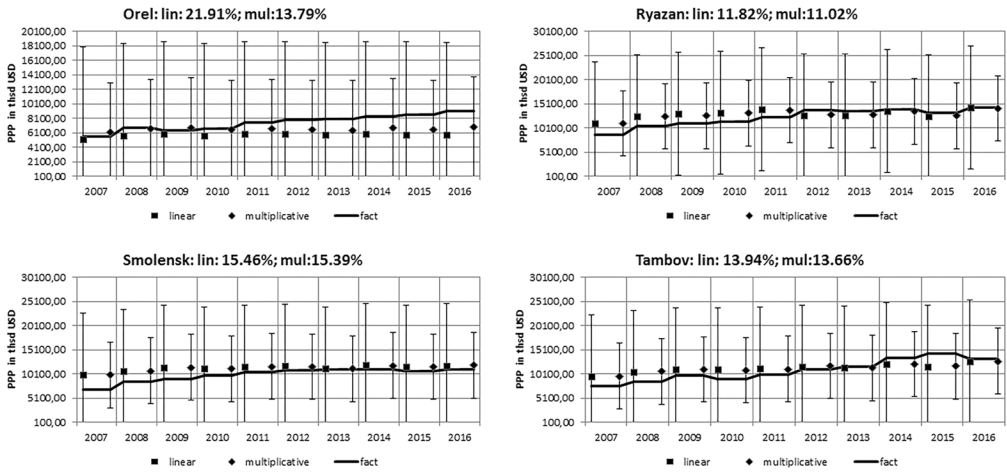 Orel: lin: 21.91%; mul:13.79%
PPP in thsd USD
20100,00
18100,00
16100,00
14100,00
12100,00
10100,00
8100,00
6100,00
4100,00
2100,00
100,00
2007 2008 2009 2010 2011 2012 2013 2014 2015 2016
linear multiplicative fact
Ryazan: lin: 11.82%; mul:11.02%
PPP in thsd USD
30100,00
25100,00
20100,00
15100,00
10100,00
5100,00
100,00
2007 2008 2009 2010 2011 2012 2013 2014 2015 2016
linear multiplicative fact
Smolensk: lin: 15.46%; mul:15.39%
PPP in thsd USD
30100,00
25100,00
20100,00
15100,00
10100,00
5100,00
100,00
2007 2008 2009 2010 2011 2012 2013 2014 2015 2016
linear multiplicative fact
Tambov: lin: 13.94%; mul:13.66%
PPP in thsd USD
30100,00
25100,00
20100,00
15100,00
10100,00
5100,00
100,00
2007 2008 2009 2010 2011 2012 2013 2014 2015 2016
linear multiplicative fact